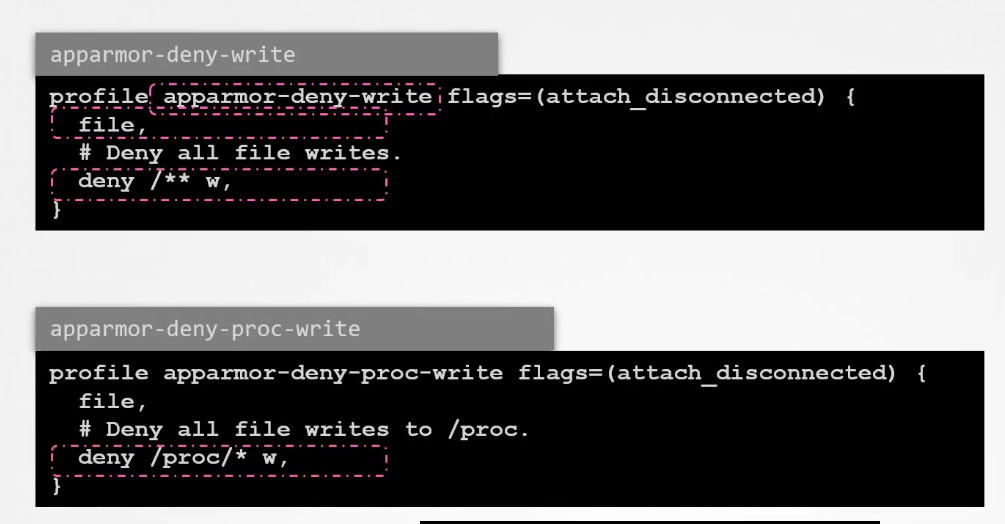 apparmor-deny-write
profile apparmor-deny-write flags=(attach_disconnected) {
file,
# Deny all file writes.
deny /** w,
}
apparmor-deny-proc-write
profile apparmor-deny-proc-write flags=(attach_disconnected) {
file,
# Deny all file writes to /proc.
deny /proc/* w,
}